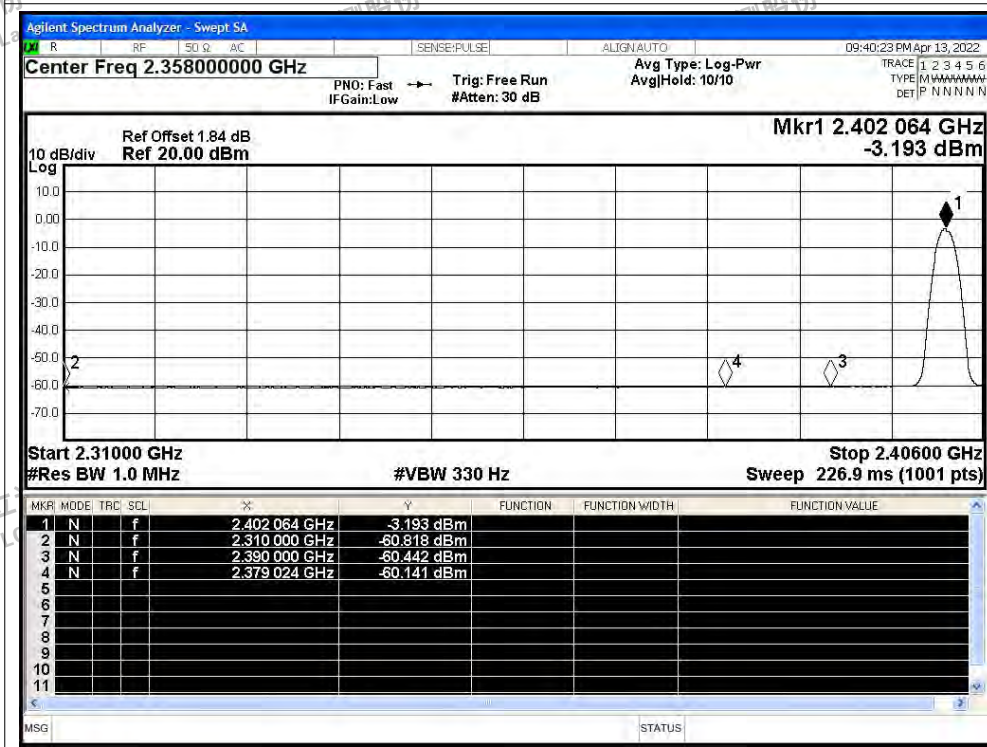 Agilent Spectrum Analyzer - Swept SA
R RF 50 Ω AC SENSE:PULSE ALIGN AUTO 09:40:23 PM Apr 13, 2022
Center Freq 2.358000000 GHz
PNO: Fast
IFGain:Low
Trig: Free Run
#Atten: 30 dB
Avg Type: Log-Pwr
Avg|Hold: 10/10
TRACE 1 2 3 4 5 6
TYPE M
DET P N N N N N
Mkr1 2.402 064 GHz
-3.193 dBm
Ref Offset 1.84 dB
10 dB/div Ref 20.00 dBm
Log
10.0
0.00
-10.0
-20.0
-30.0
-40.0
-50.0
-60.0
-70.0
1
2
4
3
Start 2.31000 GHz Stop 2.40600 GHz
#Res BW 1.0 MHz #VBW 330 Hz Sweep 226.9 ms (1001 pts)
MKR MODE TRC SCL X Y FUNCTION FUNCTION WIDTH FUNCTION VALUE
1 N f 2.402 064 GHz -3.193 dBm
2 N f 2.310 000 GHz -60.818 dBm
3 N f 2.390 000 GHz -60.442 dBm
4 N f 2.379 024 GHz -60.141 dBm
5
6
7
8
9
10
11
MSG STATUS